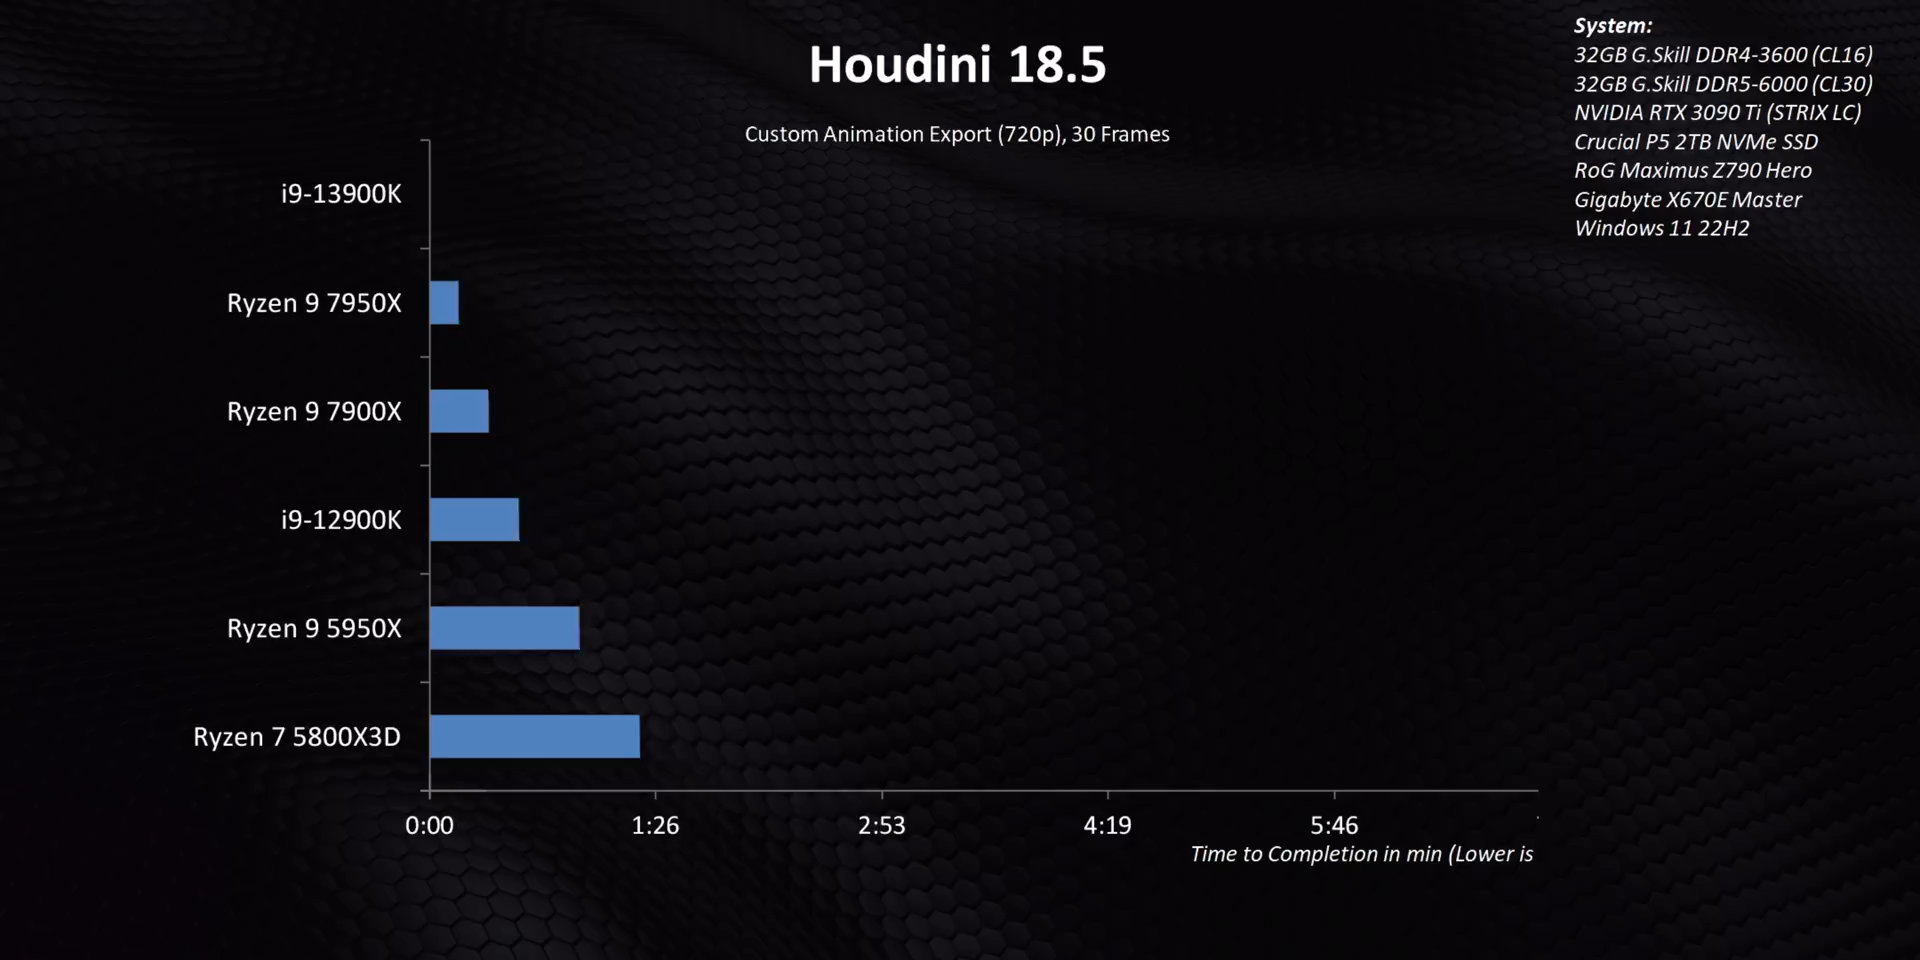 Houdini 18.5
Custom Animation Export (720p), 30 Frames
System:
32GB G.Skill DDR4-3600 (CL16)
32GB G.Skill DDR5-6000 (CL30)
NVIDIA RTX 3090 Ti (STRIX LC)
Crucial P5 2TB NVMe SSD
RoG Maximus Z790 Hero
Gigabyte X670E Master
Windows 11 22H2
i9-13900K
Ryzen 9 7950X
Ryzen 9 7900X
i9-12900K
Ryzen 9 5950X
Ryzen 7 5800X3D
0:00 1:26 2:53 4:19 5:46
Time to Completion in min (Lower is